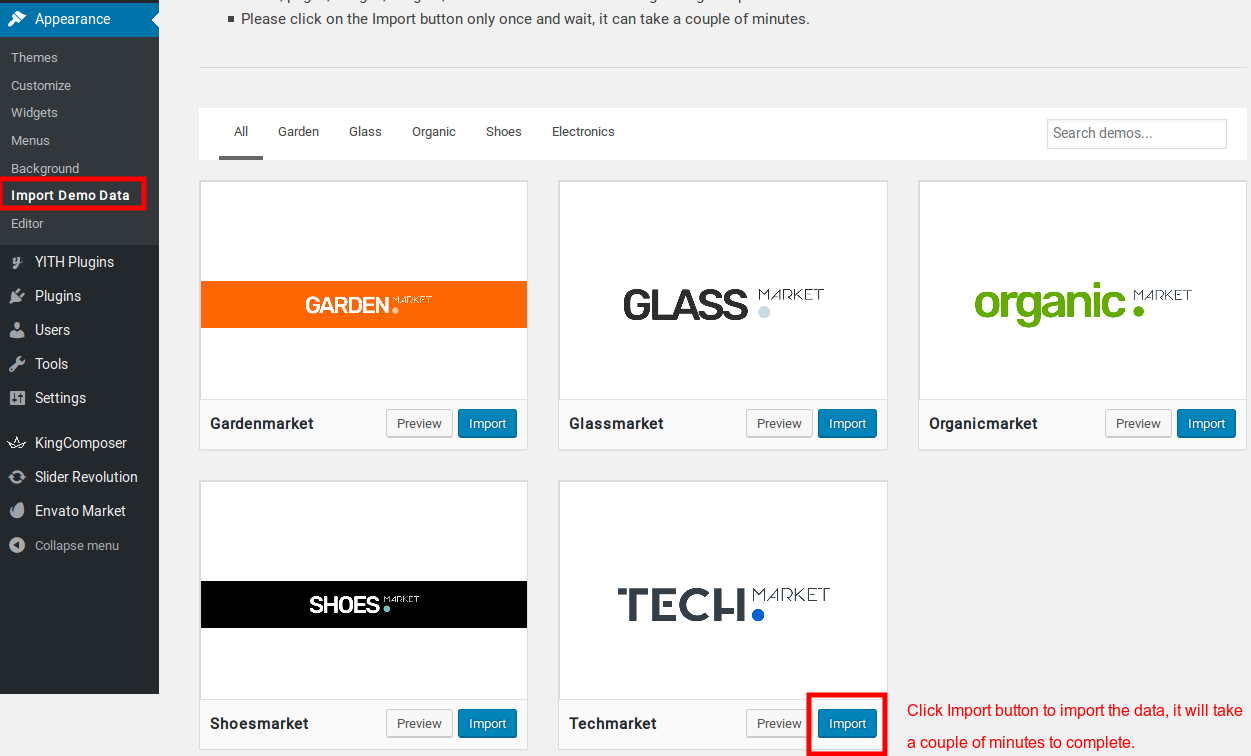 Appearance
Themes
Customize
Widgets
Menus
Background
Import Demo Data
Editor
YITH Plugins
Plugins
Users
Tools
Settings
KingComposer
Slider Revolution
Envato Market
Collapse menu
Please click on the Import button only once and wait, it can take a couple of minutes.
All Garden Glass Organic Shoes Electronics Search demos...
GARDEN MARKET
Gardenmarket Preview Import
GLASS MARKET
Glassmarket Preview Import
organic MARKET
Organicmarket Preview Import
SHOES MARKET
Shoesmarket Preview Import
TECH MARKET
Techmarket Preview Import
Click Import button to import the data, it will take
a couple of minutes to complete.